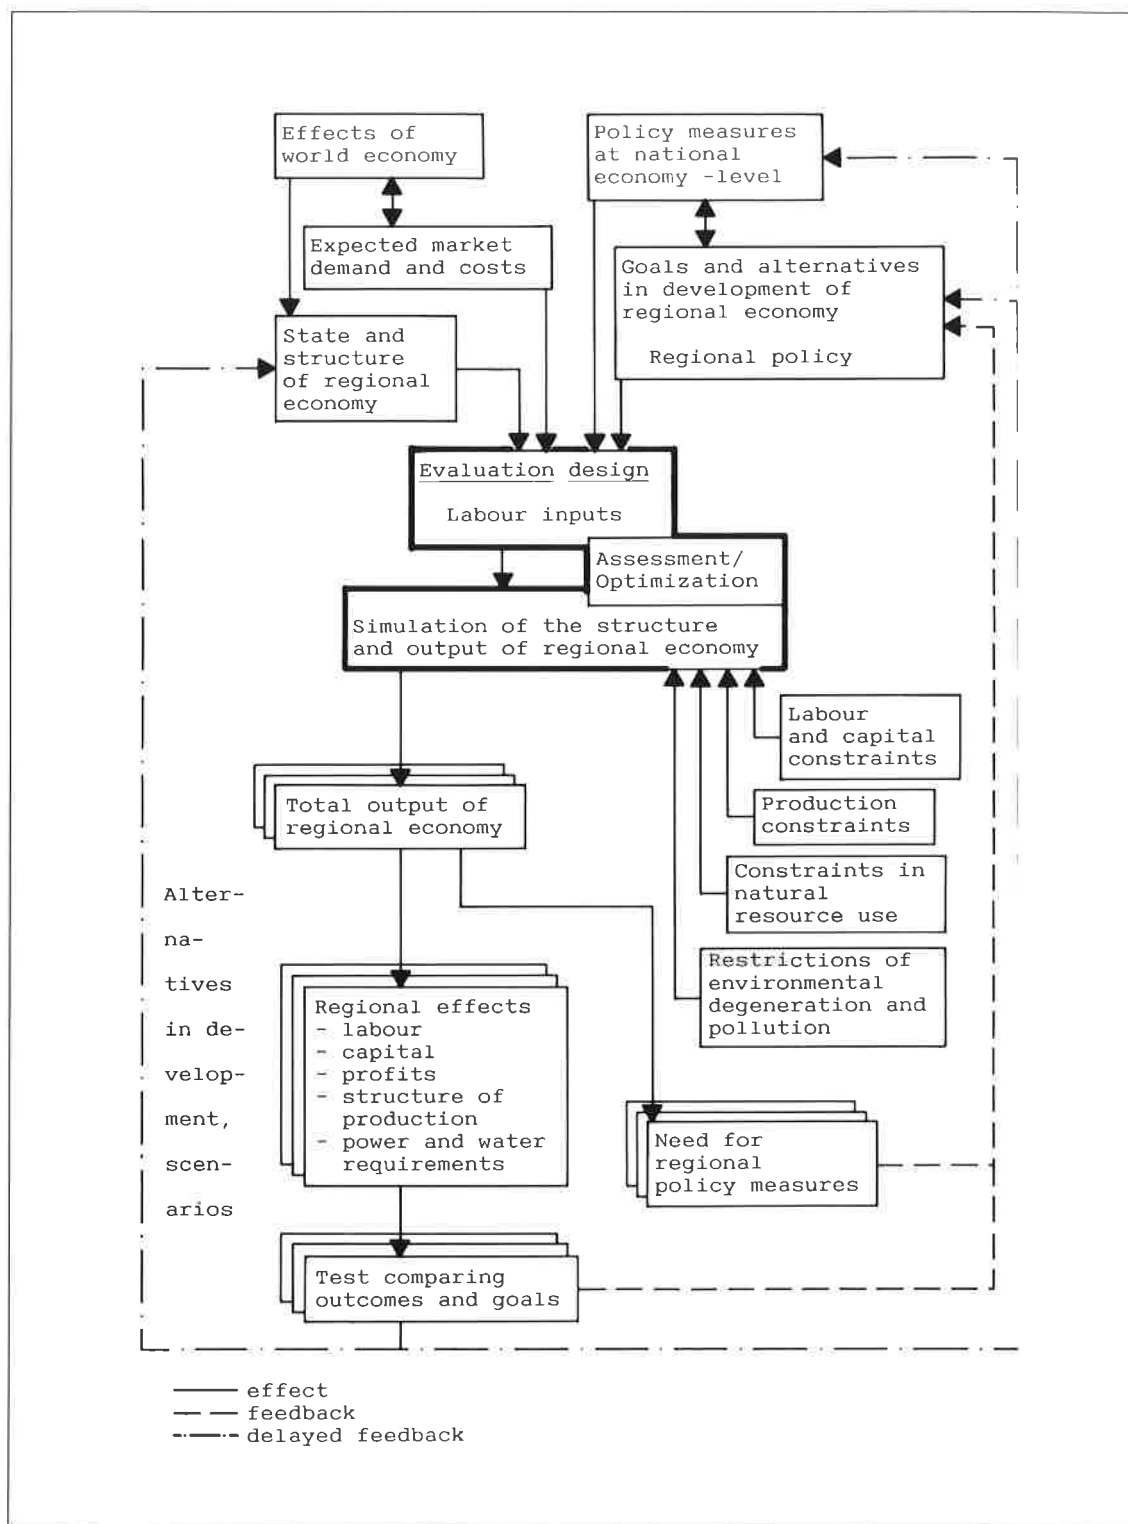 Effects of
world economy
Policy measures
at national
economy -level
Expected market
demand and costs
Goals and alternatives
in development of
regional economy
Regional policy
State and
structure
of regional
economy
Evaluation design
Labour inputs
Assessment/
Optimization
Simulation of the structure
and output of regional economy
Labour
and capital
constraints
Production
constraints
Constraints in
natural
resource use
Restrictions of
environmental
degeneration and
pollution
Total output of
regional economy
Alter-
na-
tives
in de-
velop-
ment,
scen-
arios
Regional effects
- labour
- capital
- profits
- structure of
production
- power and water
requirements
Need for
regional
policy measures
Test comparing
outcomes and goals
effect
feedback
delayed feedback